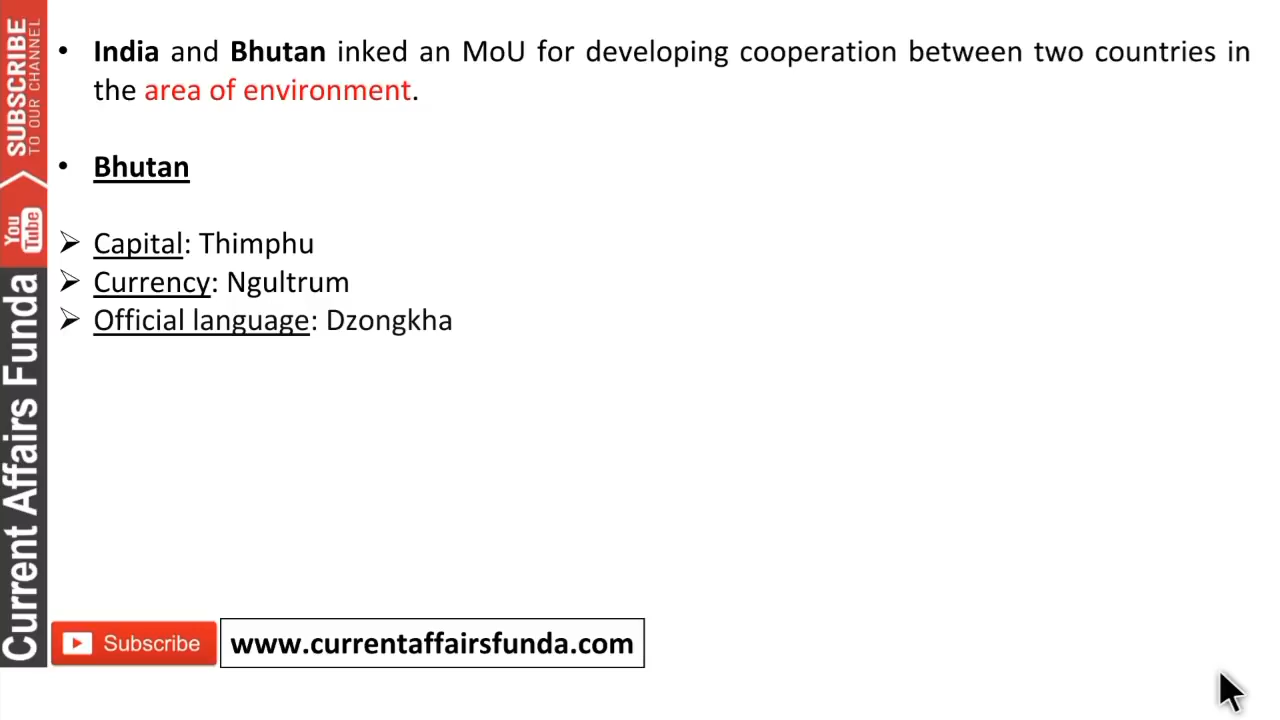 • India and Bhutan inked an MoU for developing cooperation between two countries in
the area of environment.
• Bhutan
➢ Capital: Thimphu
➢ Currency: Ngultrum
➢ Official language: Dzongkha
SUBSCRIBE
TO OUR CHANNEL
You
Tube
Current Affairs Funda
Subscribe
www.currentaffairsfunda.com